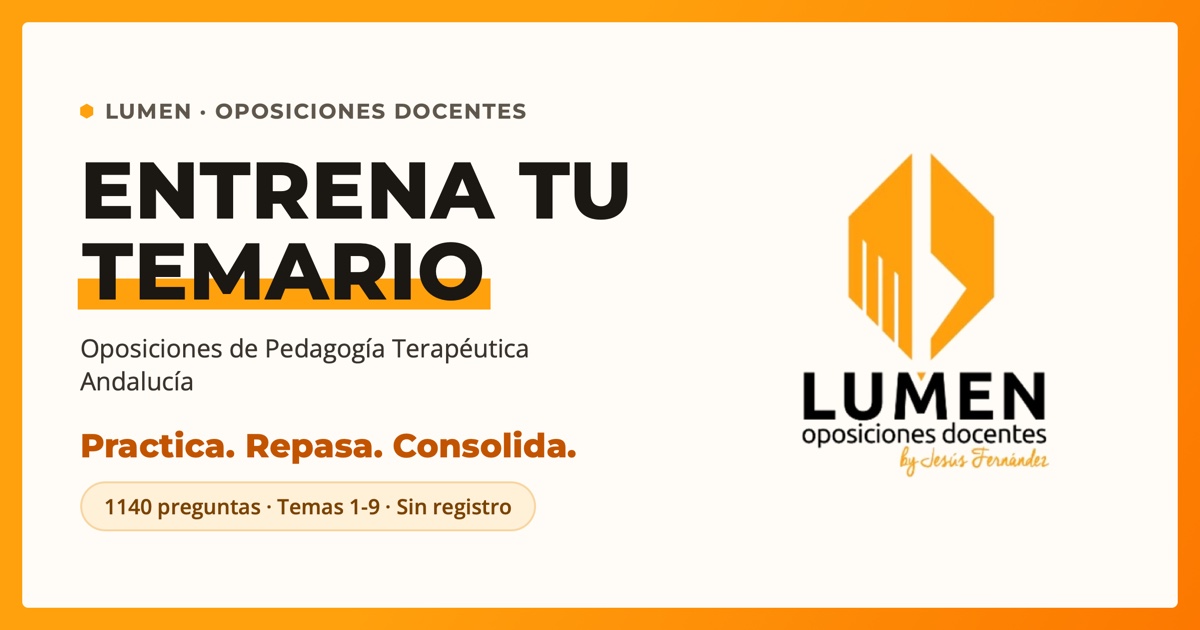 LUMEN · OPOSICIONES DOCENTES
ENTRENA TU
TEMARIO
Oposiciones de Pedagogía Terapéutica
Andalucía
Practica. Repasa. Consolida.
1140 preguntas · Temas 1-9 · Sin registro
LUMEN
oposiciones docentes
by Jesús Fernández